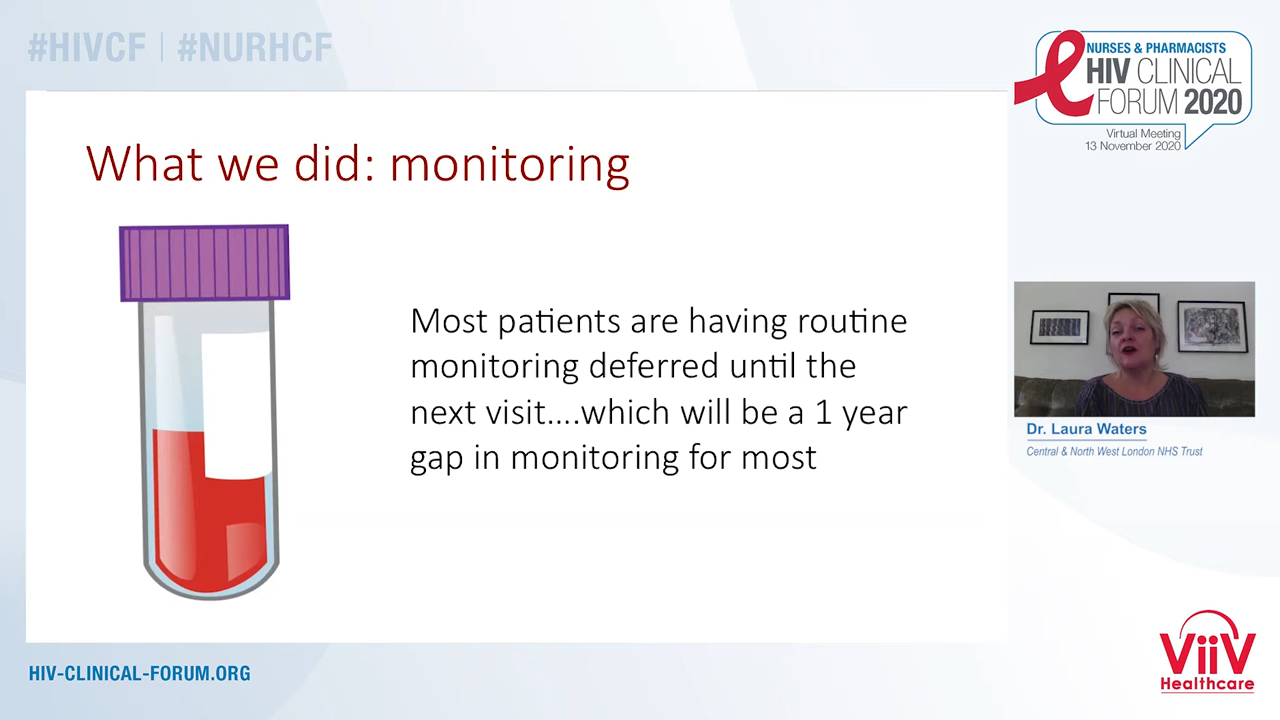 #HIVCF | #NURHCF
NURSES & PHARMACISTS
HIV CLINICAL
FORUM 2020
Virtual Meeting
13 November 2020
What we did: monitoring
Most patients are having routine
monitoring deferred until the
next visit....which will be a 1 year
gap in monitoring for most
Dr. Laura Waters
Central & North West London NHS Trust
HIV-CLINICAL-FORUM.ORG
ViiV
Healthcare